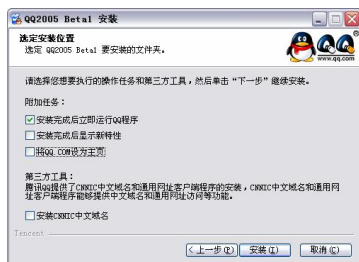 QQ2005 Beta1 安装
选定安装位置
选定 QQ2005 Beta1 要安装的文件夹。
www.qq.com
请选择您想要执行的操作任务和第三方工具，然后单击“下一步”继续安装。
附加任务：
安装完成后立即运行QQ程序
安装完成后显示新特性
将QQ.COM设为主页
第三方工具：
腾讯QQ提供了CNNIC中文域名和通用网址客户端程序的安装，CNNIC中文域名和通用网
址客户端程序能够提供中文域名和通用网址访问等功能。
安装CNNIC中文域名
Tencent
< 上一步(P)
安装(I)
取消(C)